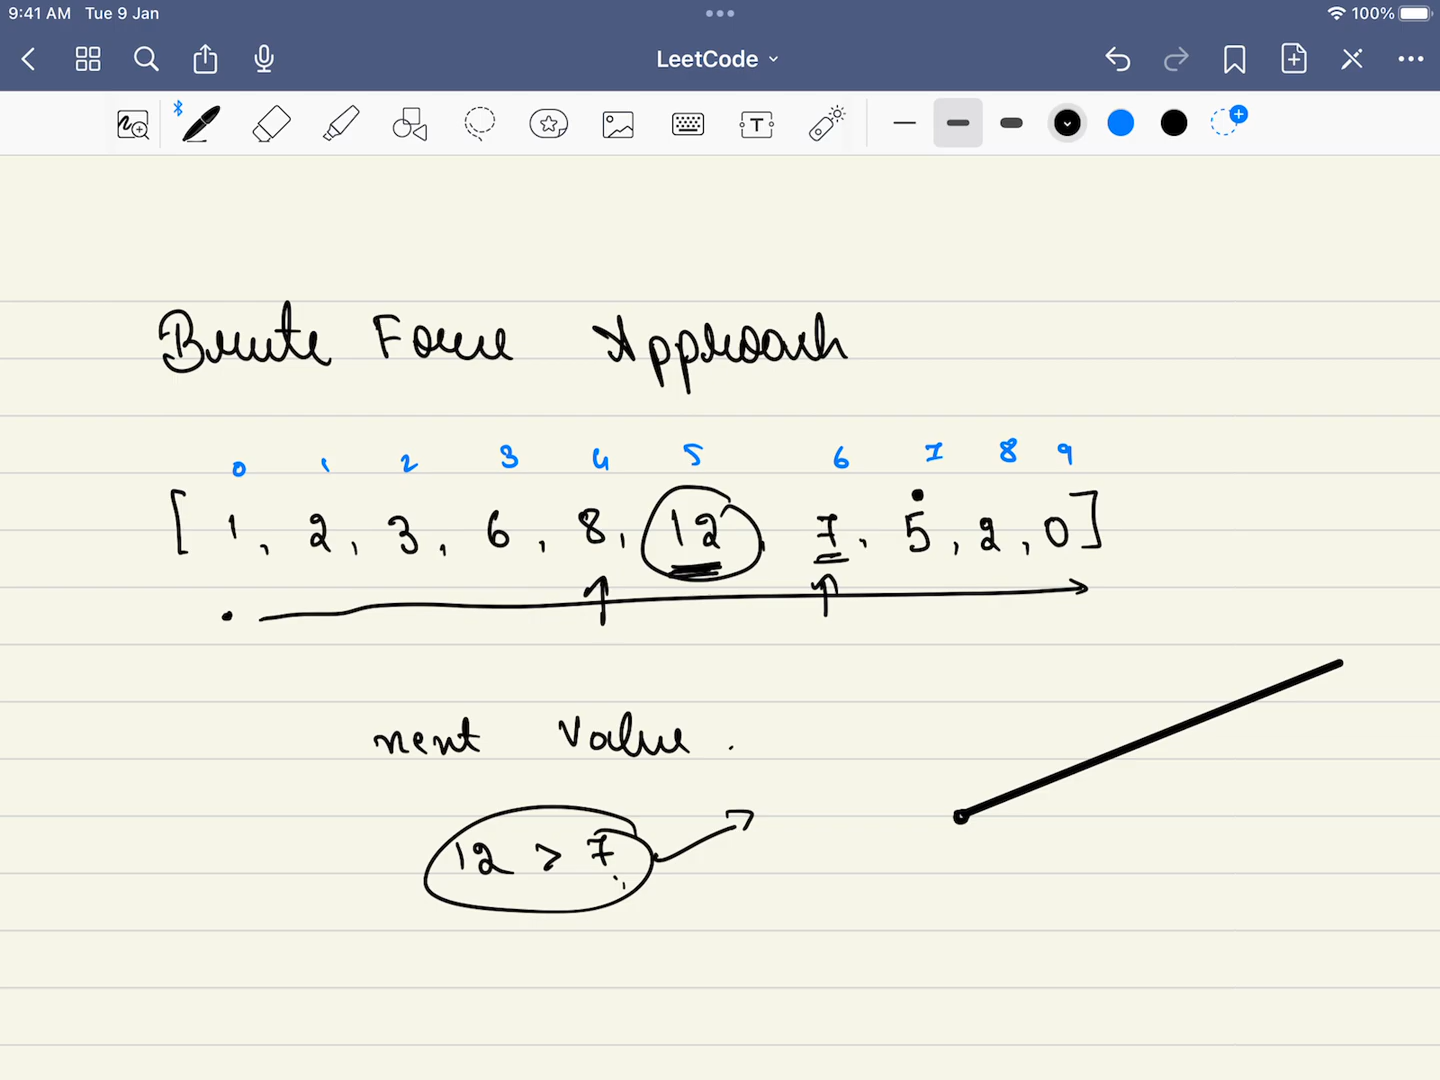 9:41 AM Tue 9 Jan 100%
LeetCode
T
Brute Force Approach
0 1 2 3 4 5 6 7 8 9
[ 1, 2, 3, 6, 8, 12, 7, 5, 2, 0 ]
next value.
12 > 7